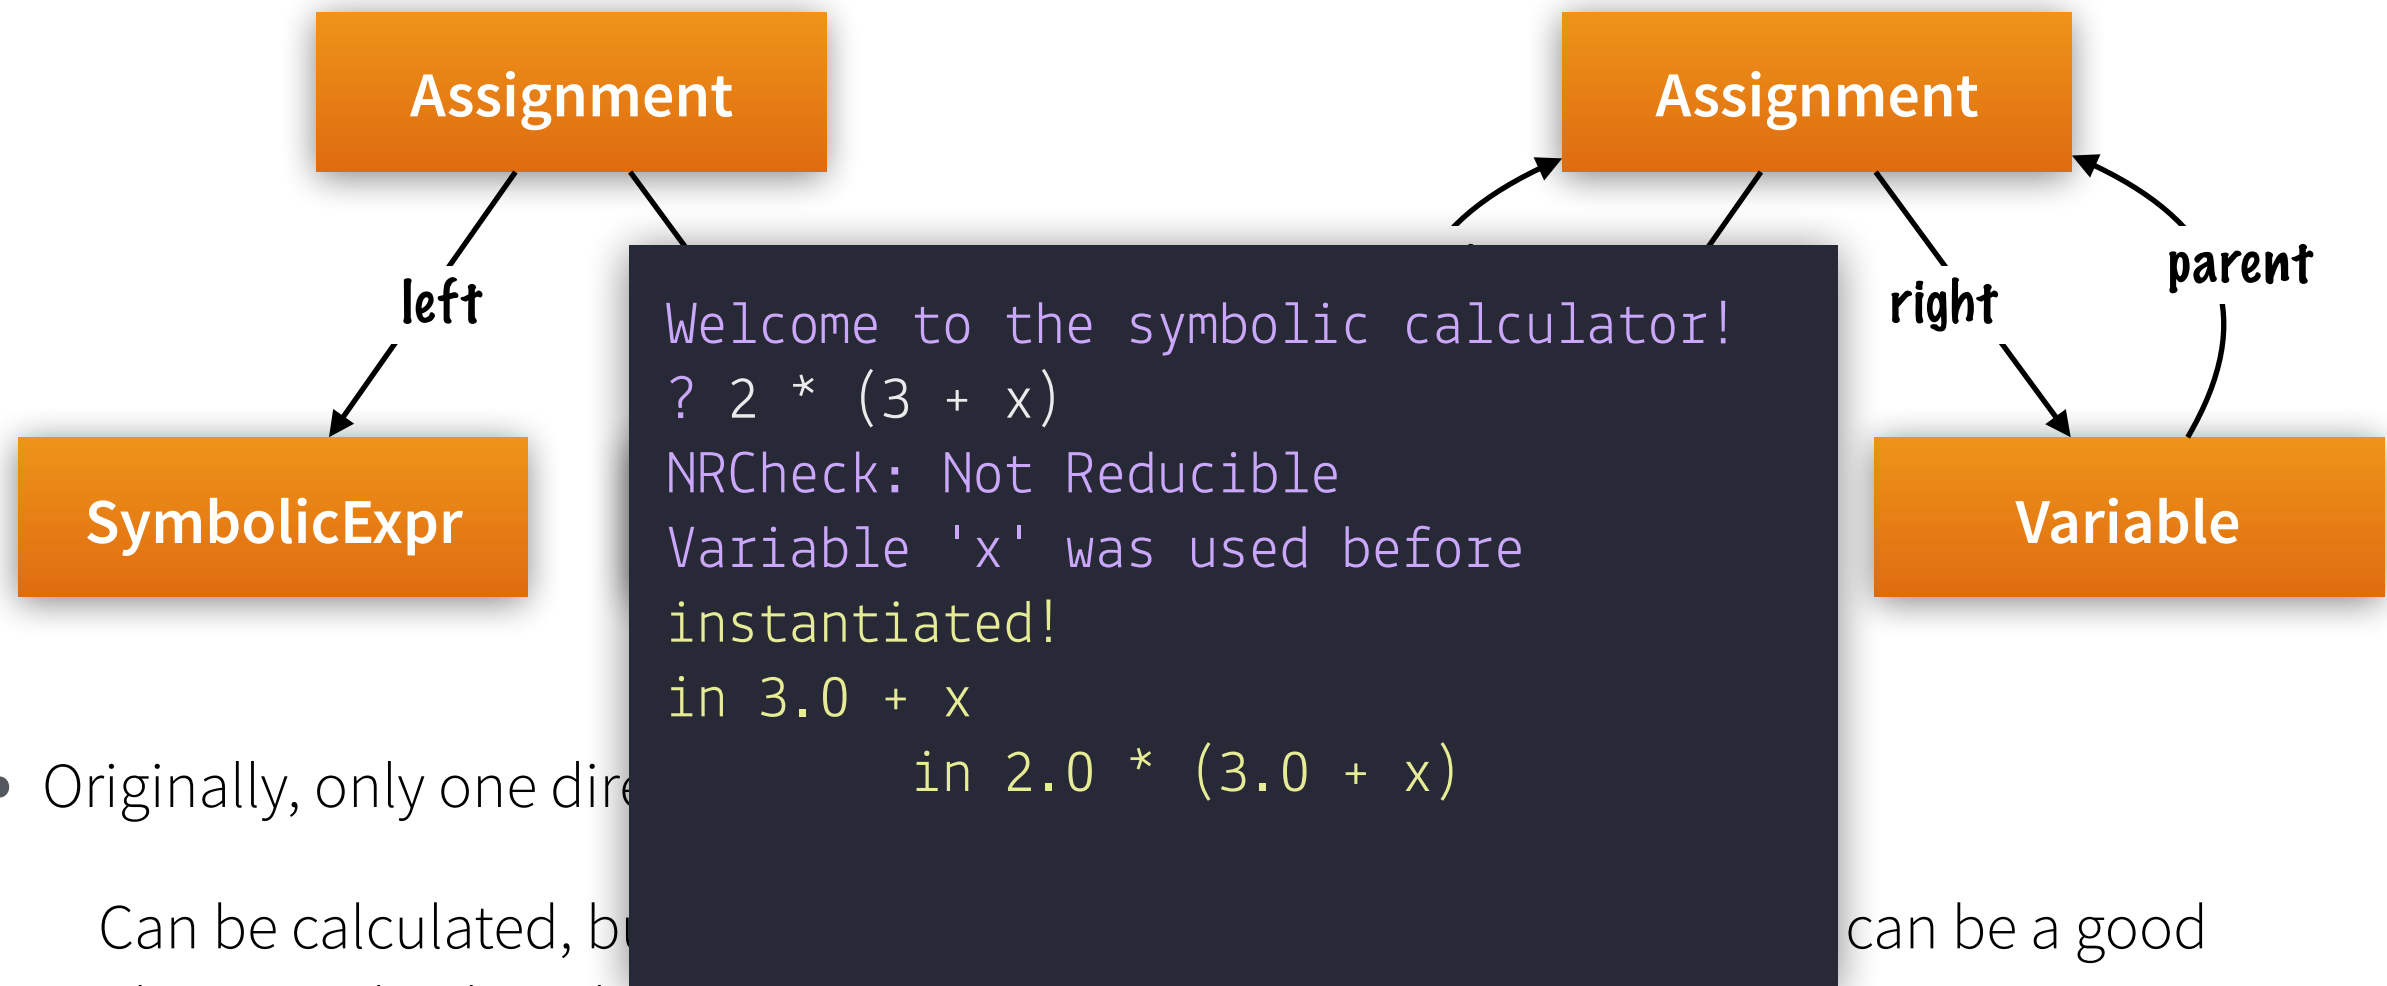 Assignment
Assignment
left
right
parent
SymbolicExpr
Variable
Welcome to the symbolic calculator!
? 2 * (3 + x)
NRCheck: Not Reducible
Variable 'x' was used before
instantiated!
in 3.0 + x
in 2.0 * (3.0 + x)
• Originally, only one
Can be calculated,
can be a good